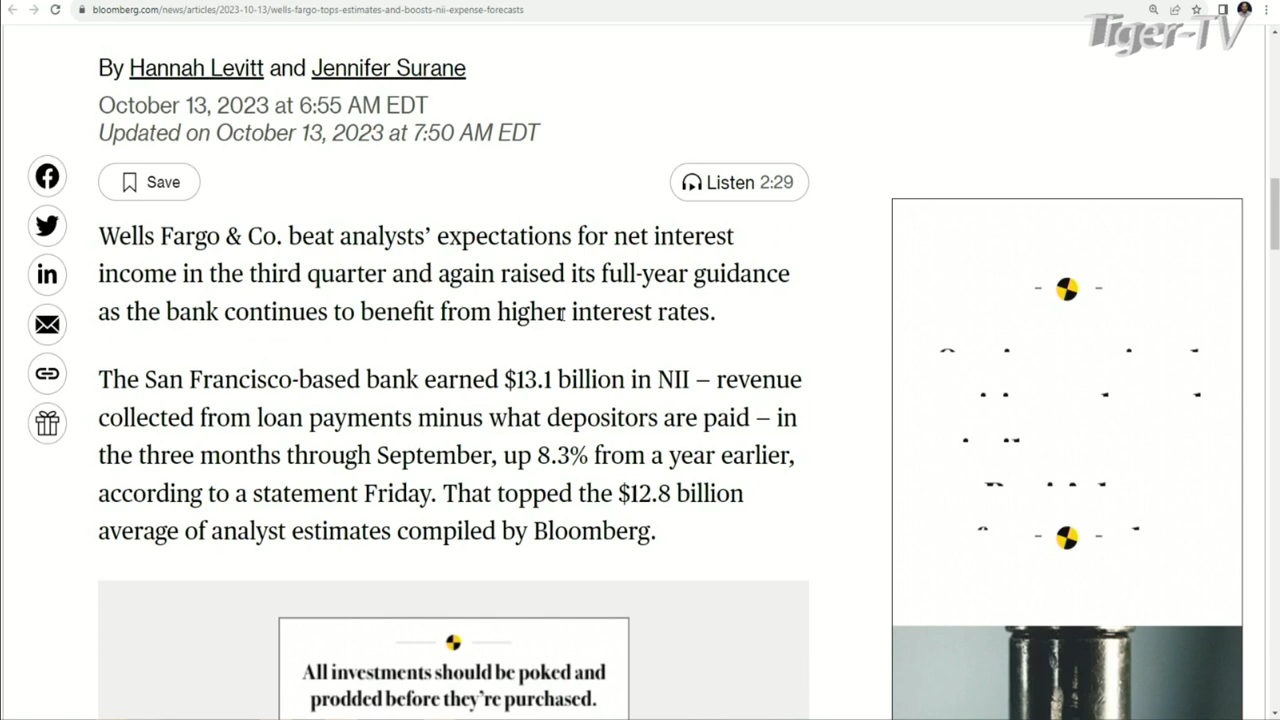 bloomberg.com/news/articles/2023-10-13/wells-fargo-tops-estimates-and-boosts-nii-expense-forecasts
Tiger-TV
By Hannah Levitt and Jennifer Surane
October 13, 2023 at 6:55 AM EDT
Updated on October 13, 2023 at 7:50 AM EDT
Save
Listen 2:29
Wells Fargo & Co. beat analysts’ expectations for net interest
income in the third quarter and again raised its full-year guidance
as the bank continues to benefit from higher interest rates.
The San Francisco-based bank earned $13.1 billion in NII – revenue
collected from loan payments minus what depositors are paid – in
the three months through September, up 8.3% from a year earlier,
according to a statement Friday. That topped the $12.8 billion
average of analyst estimates compiled by Bloomberg.
All investments should be poked and
prodded before they’re purchased.